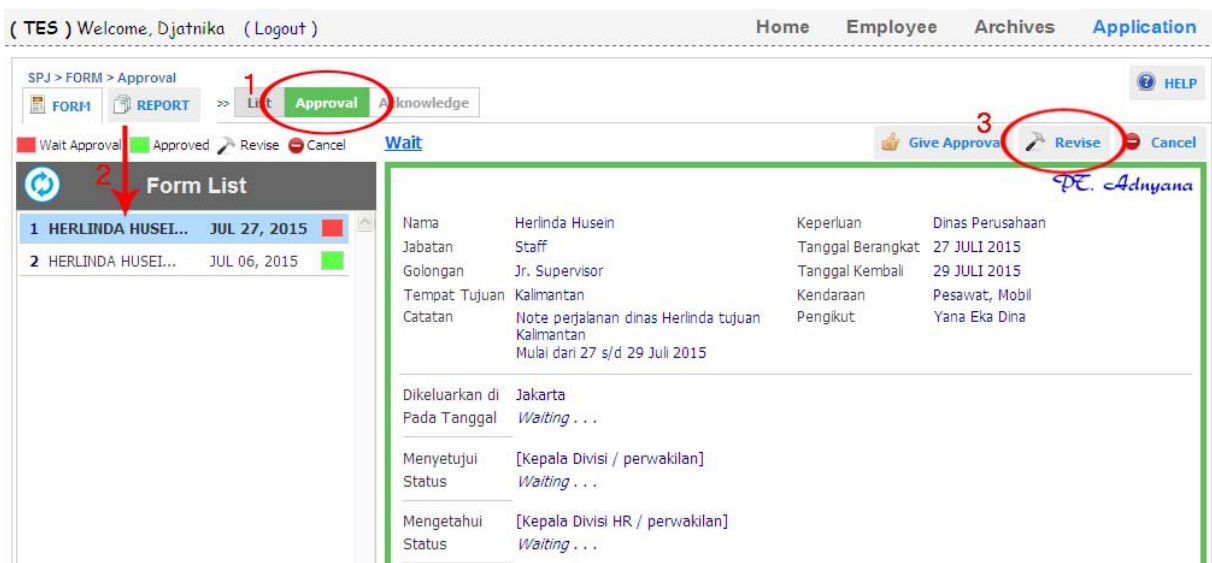 ( TES ) Welcome, Djatnika ( Logout )
Home Employee Archives Application
SPJ > FORM > Approval
HELP
1
FORM REPORT >> List Approval Acknowledge
Wait Approval Approved Revise Cancel
Wait
3
Give Approval Revise Cancel
2
Form List
PT. Adnyana
1 HERLINDA HUSEI... JUL 27, 2015
2 HERLINDA HUSEI... JUL 06, 2015
Nama Herlinda Husein Keperluan Dinas Perusahaan
Jabatan Staff Tanggal Berangkat 27 JULI 2015
Golongan Jr. Supervisor Tanggal Kembali 29 JULI 2015
Tempat Tujuan Kalimantan Kendaraan Pesawat, Mobil
Catatan Note perjalanan dinas Herlinda tujuan Pengikut Yana Eka Dina
Kalimantan
Mulai dari 27 s/d 29 Juli 2015
Dikeluarkan di Jakarta
Pada Tanggal Waiting . . .
Menyetujui [Kepala Divisi / perwakilan]
Status Waiting . . .
Mengetahui [Kepala Divisi HR / perwakilan]
Status Waiting . . .